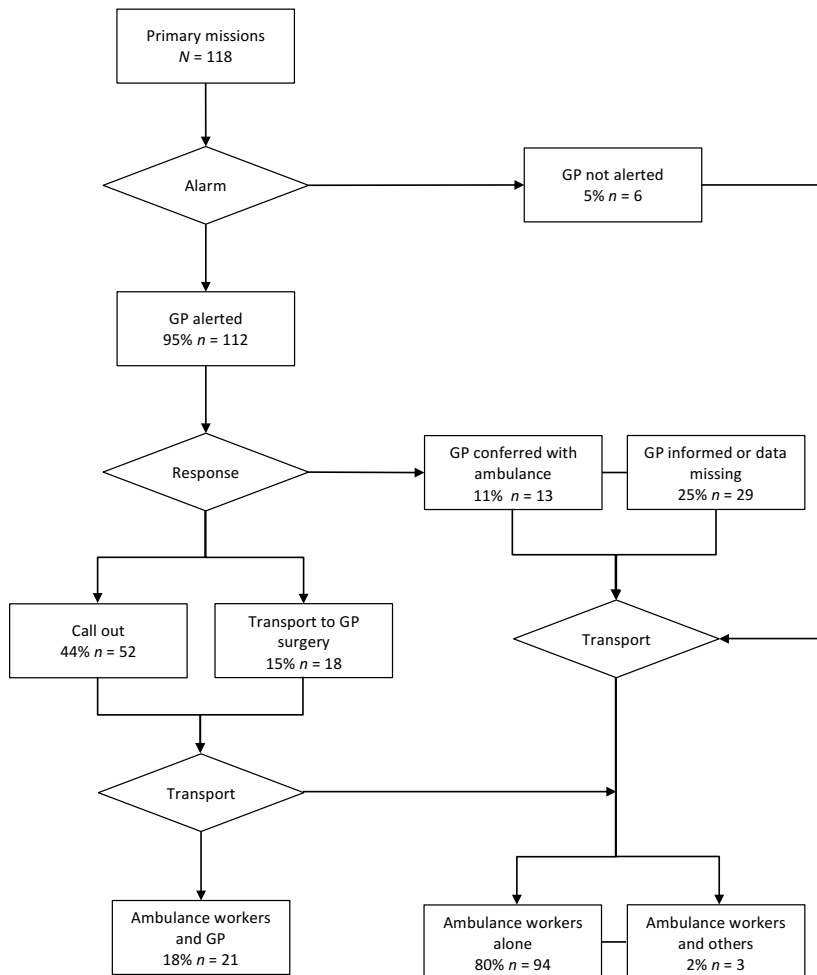 Primary missions
N = 118
Alarm
GP not alerted
5% n = 6
GP alerted
95% n = 112
Response
GP conferred with
ambulance
11% n = 13
GP informed or data
missing
25% n = 29
Call out
44% n = 52
Transport to GP
surgery
15% n = 18
Transport
Transport
Ambulance workers
and GP
18% n = 21
Ambulance workers
alone
80% n = 94
Ambulance workers
and others
2% n = 3